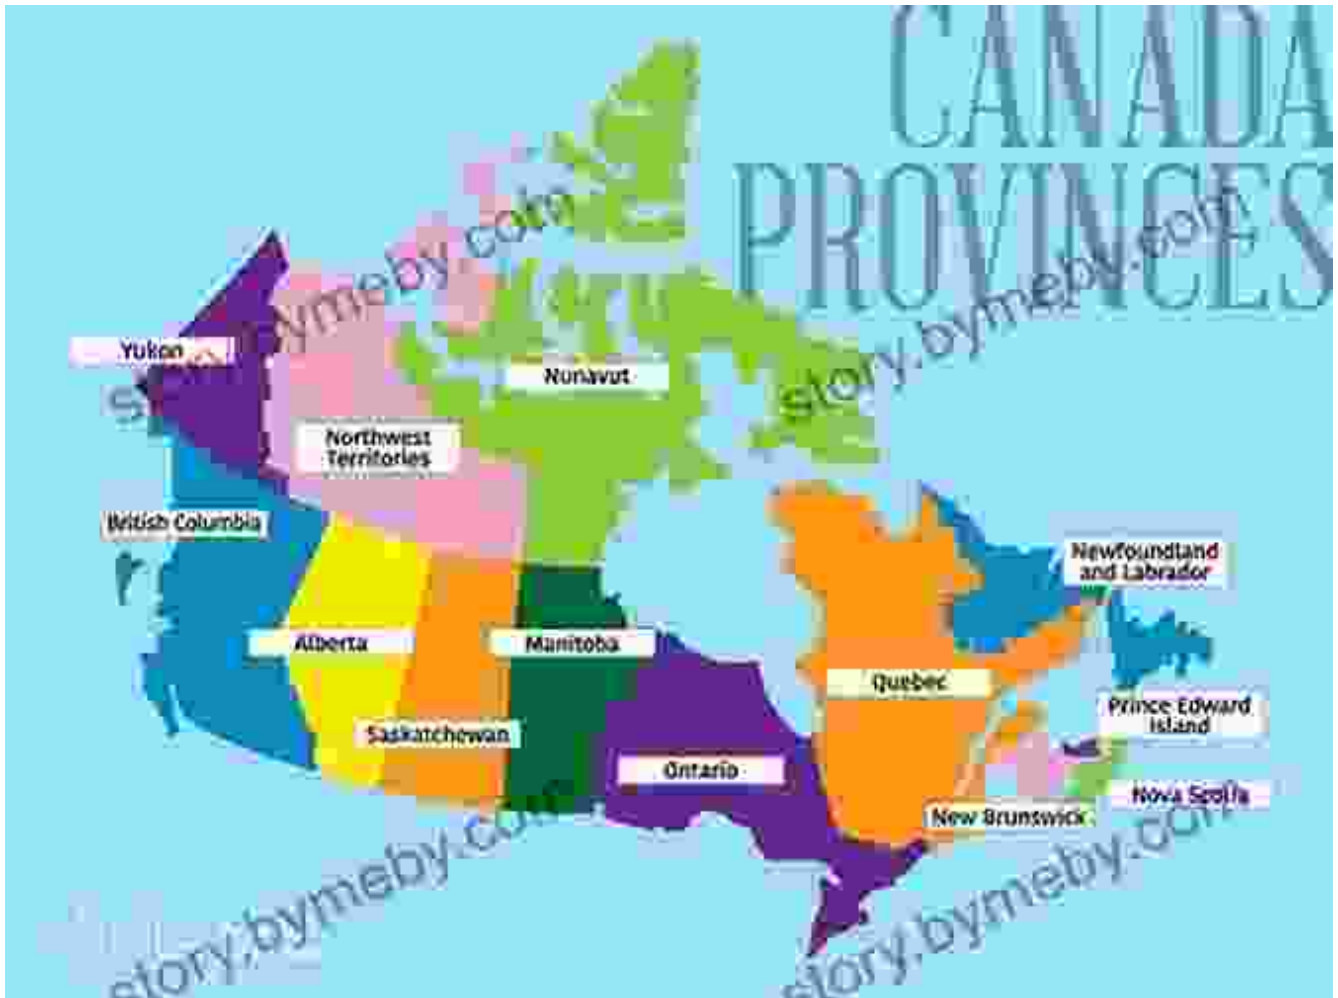 CANADA
PROVINCES
story.bymeby.com
story.bymeby.com
Yukon
Nunavut
Northwest
Territories
British Columbia
Newfoundland
and Labrador
Alberta
Manitoba
Quebec
Prince Edward
Island
Saskatchewan
Ontario
Nova Spolla
New Brunswick
story.bymeby.com
story.bymeby.com